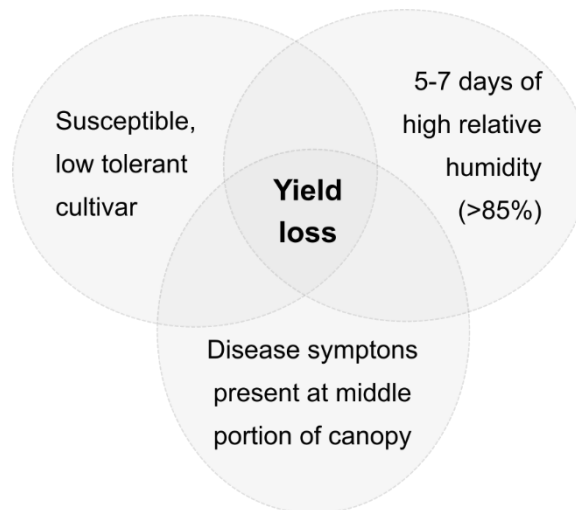 Susceptible,
low tolerant
cultivar
5-7 days of
high relative
humidity
(>85%)
Yield
loss
Disease symptons
present at middle
portion of canopy